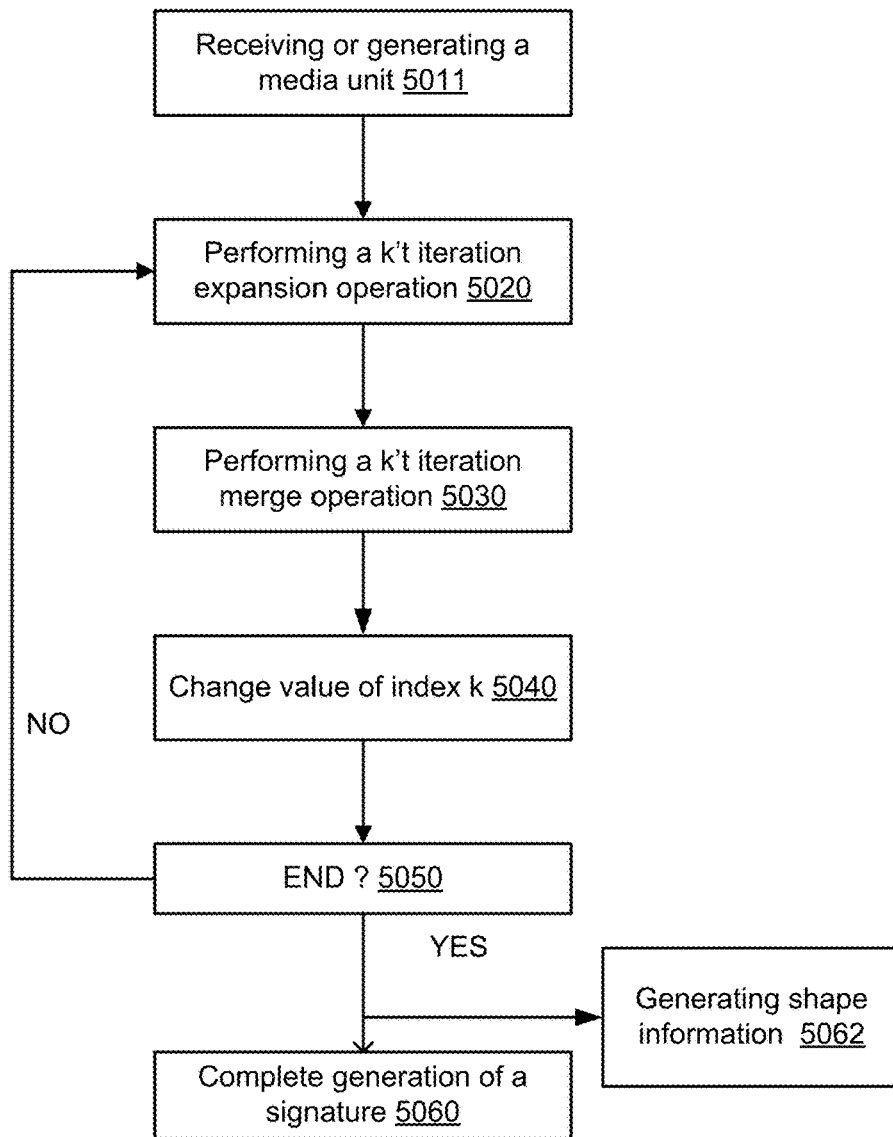 Receiving or generating a
media unit 5011
Performing a k't iteration
expansion operation 5020
Performing a k't iteration
merge operation 5030
Change value of index k 5040
NO
END ? 5050
YES
Generating shape
information 5062
Complete generation of a
signature 5060